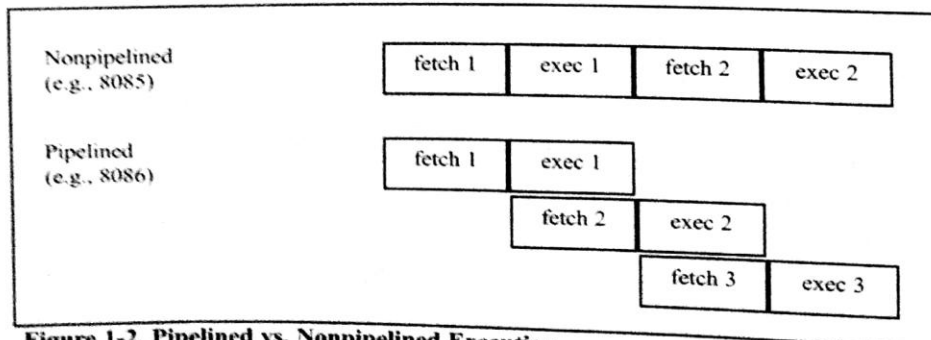 Nonpipelined
(e.g., 8085)
fetch 1 exec 1 fetch 2 exec 2
Pipelined
(e.g., 8086)
fetch 1 exec 1
fetch 2 exec 2
fetch 3 exec 3
Figure 1-2. Pipelined vs. Nonpipelined